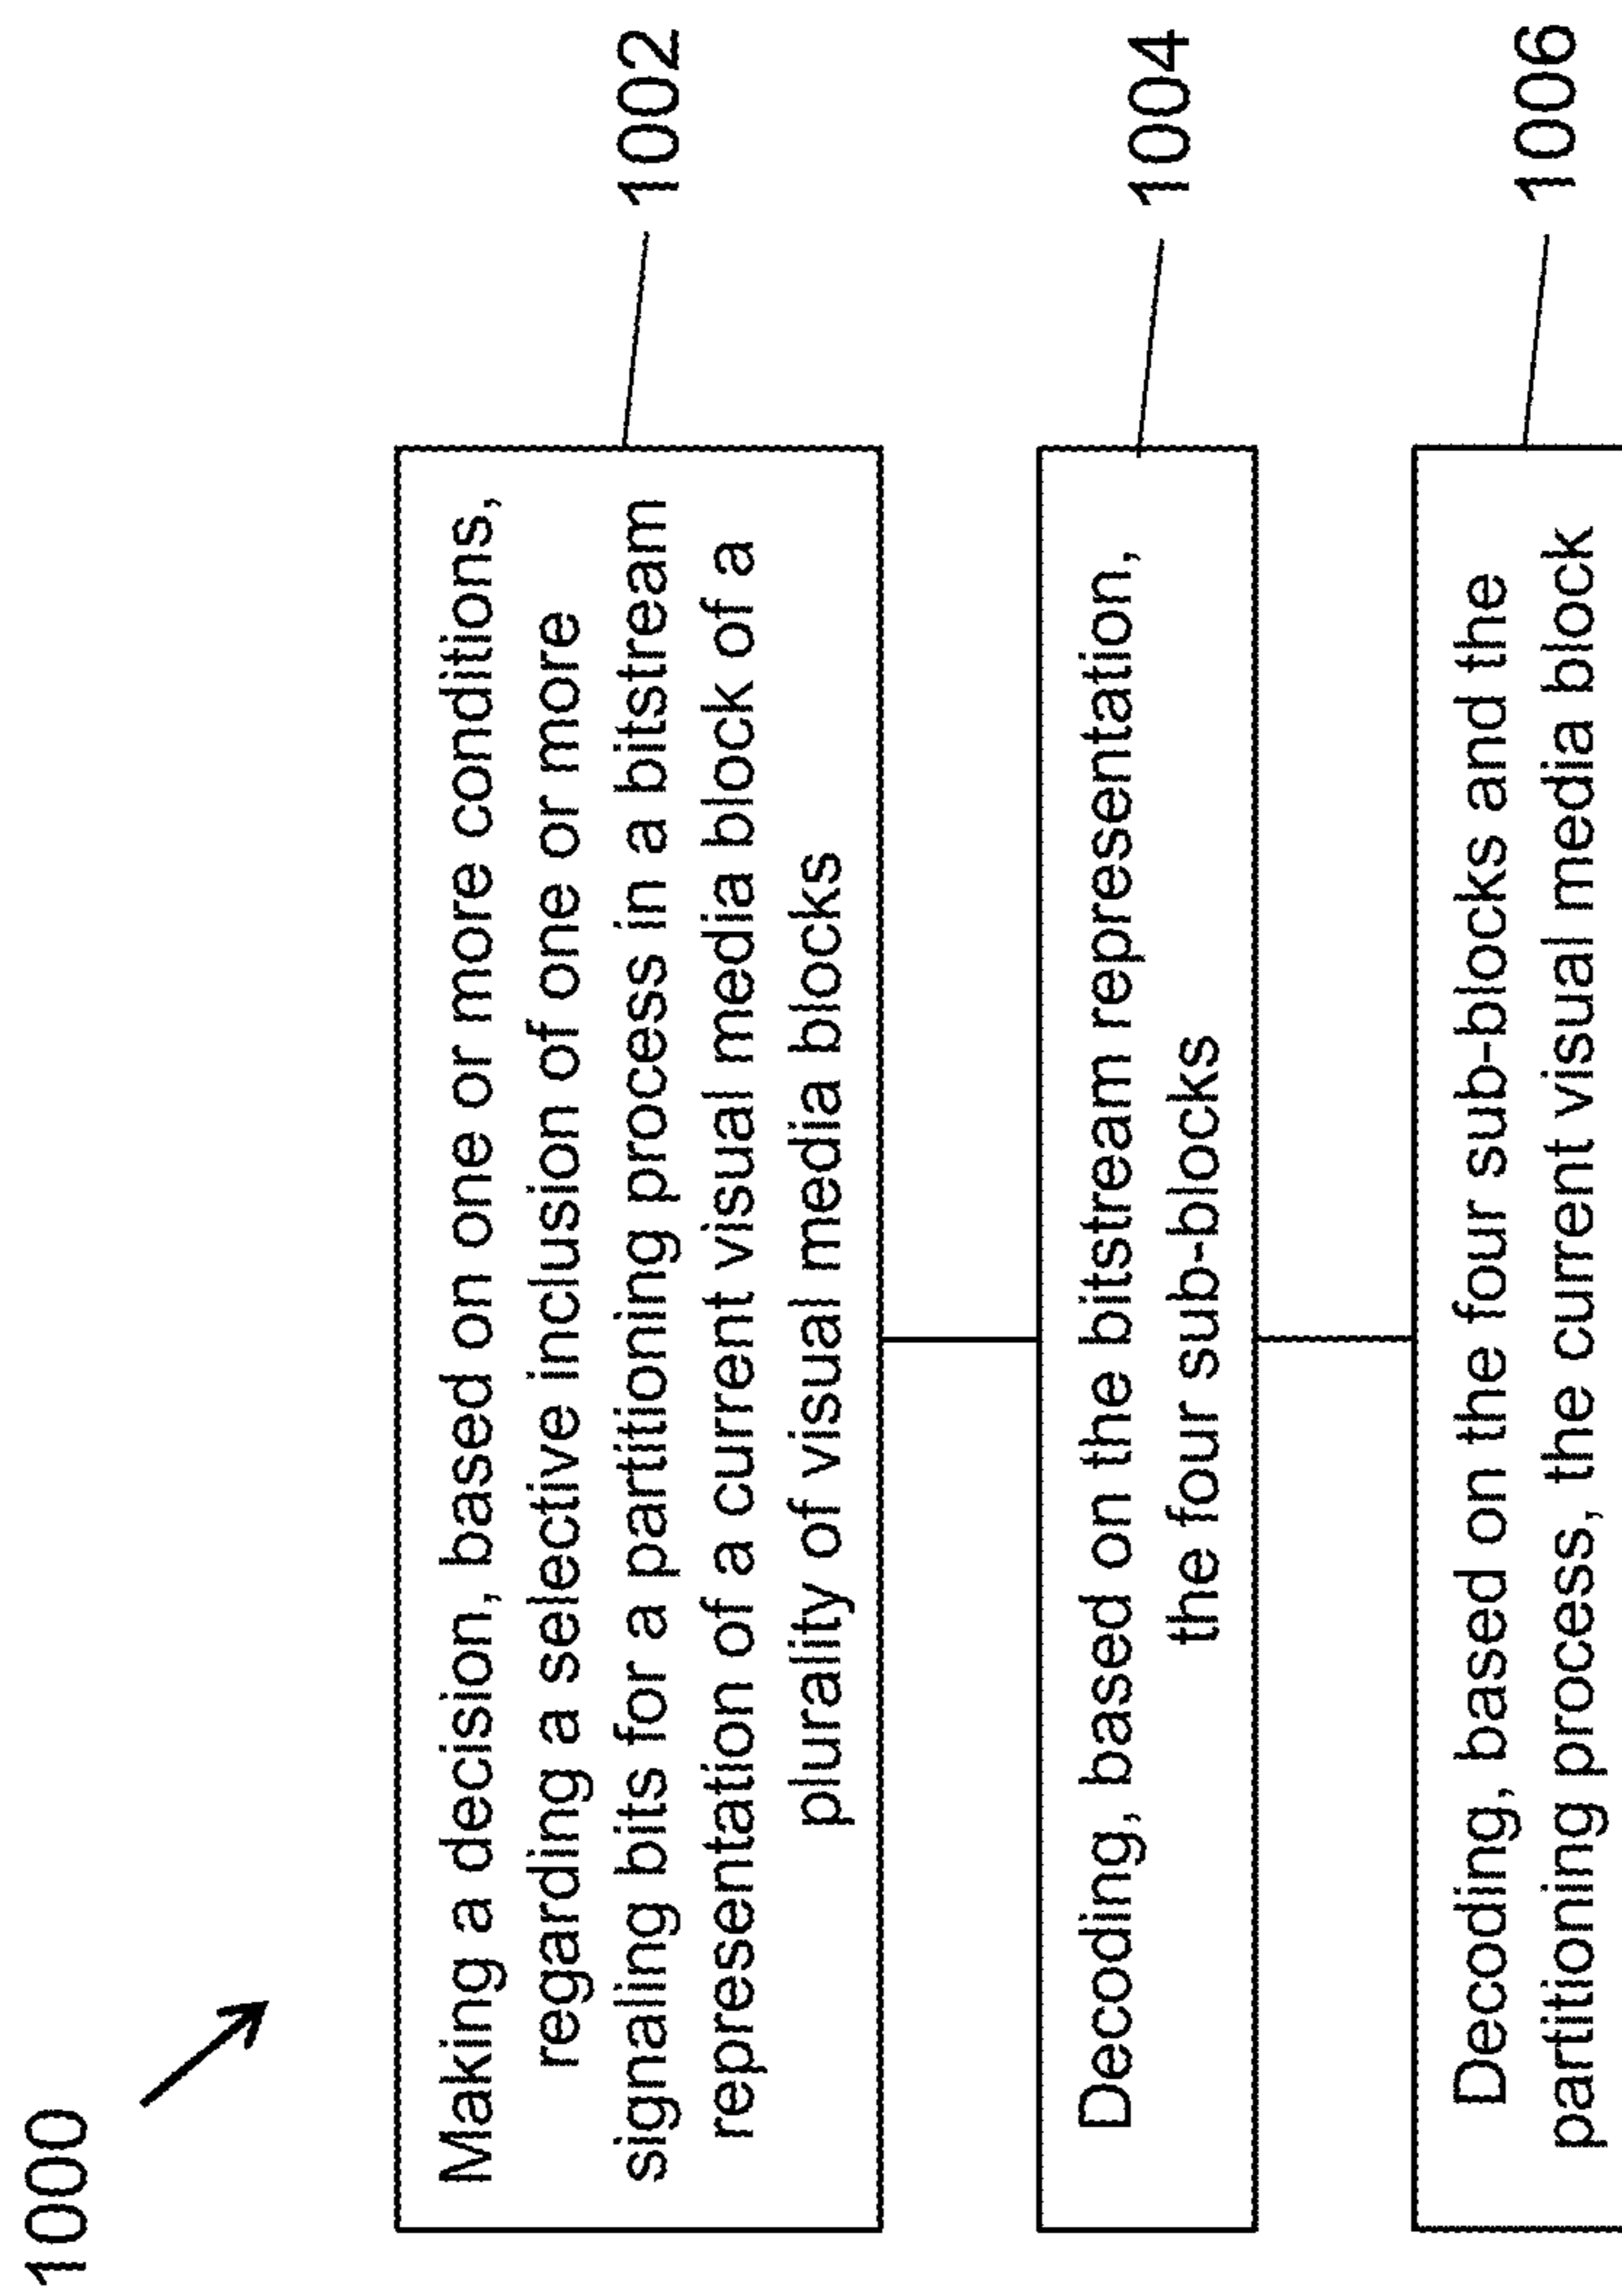 1000
Making a decision, based on one or more conditions,
regarding a selective inclusion of one or more
signaling bits for a partitioning process in a bitstream
representation of a current visual media block of a
plurality of visual media blocks
1002
Decoding, based on the bitstream representation,
the four sub-blocks
1004
Decoding, based on the four sub-blocks and the
partitioning process, the current visual media block
1006